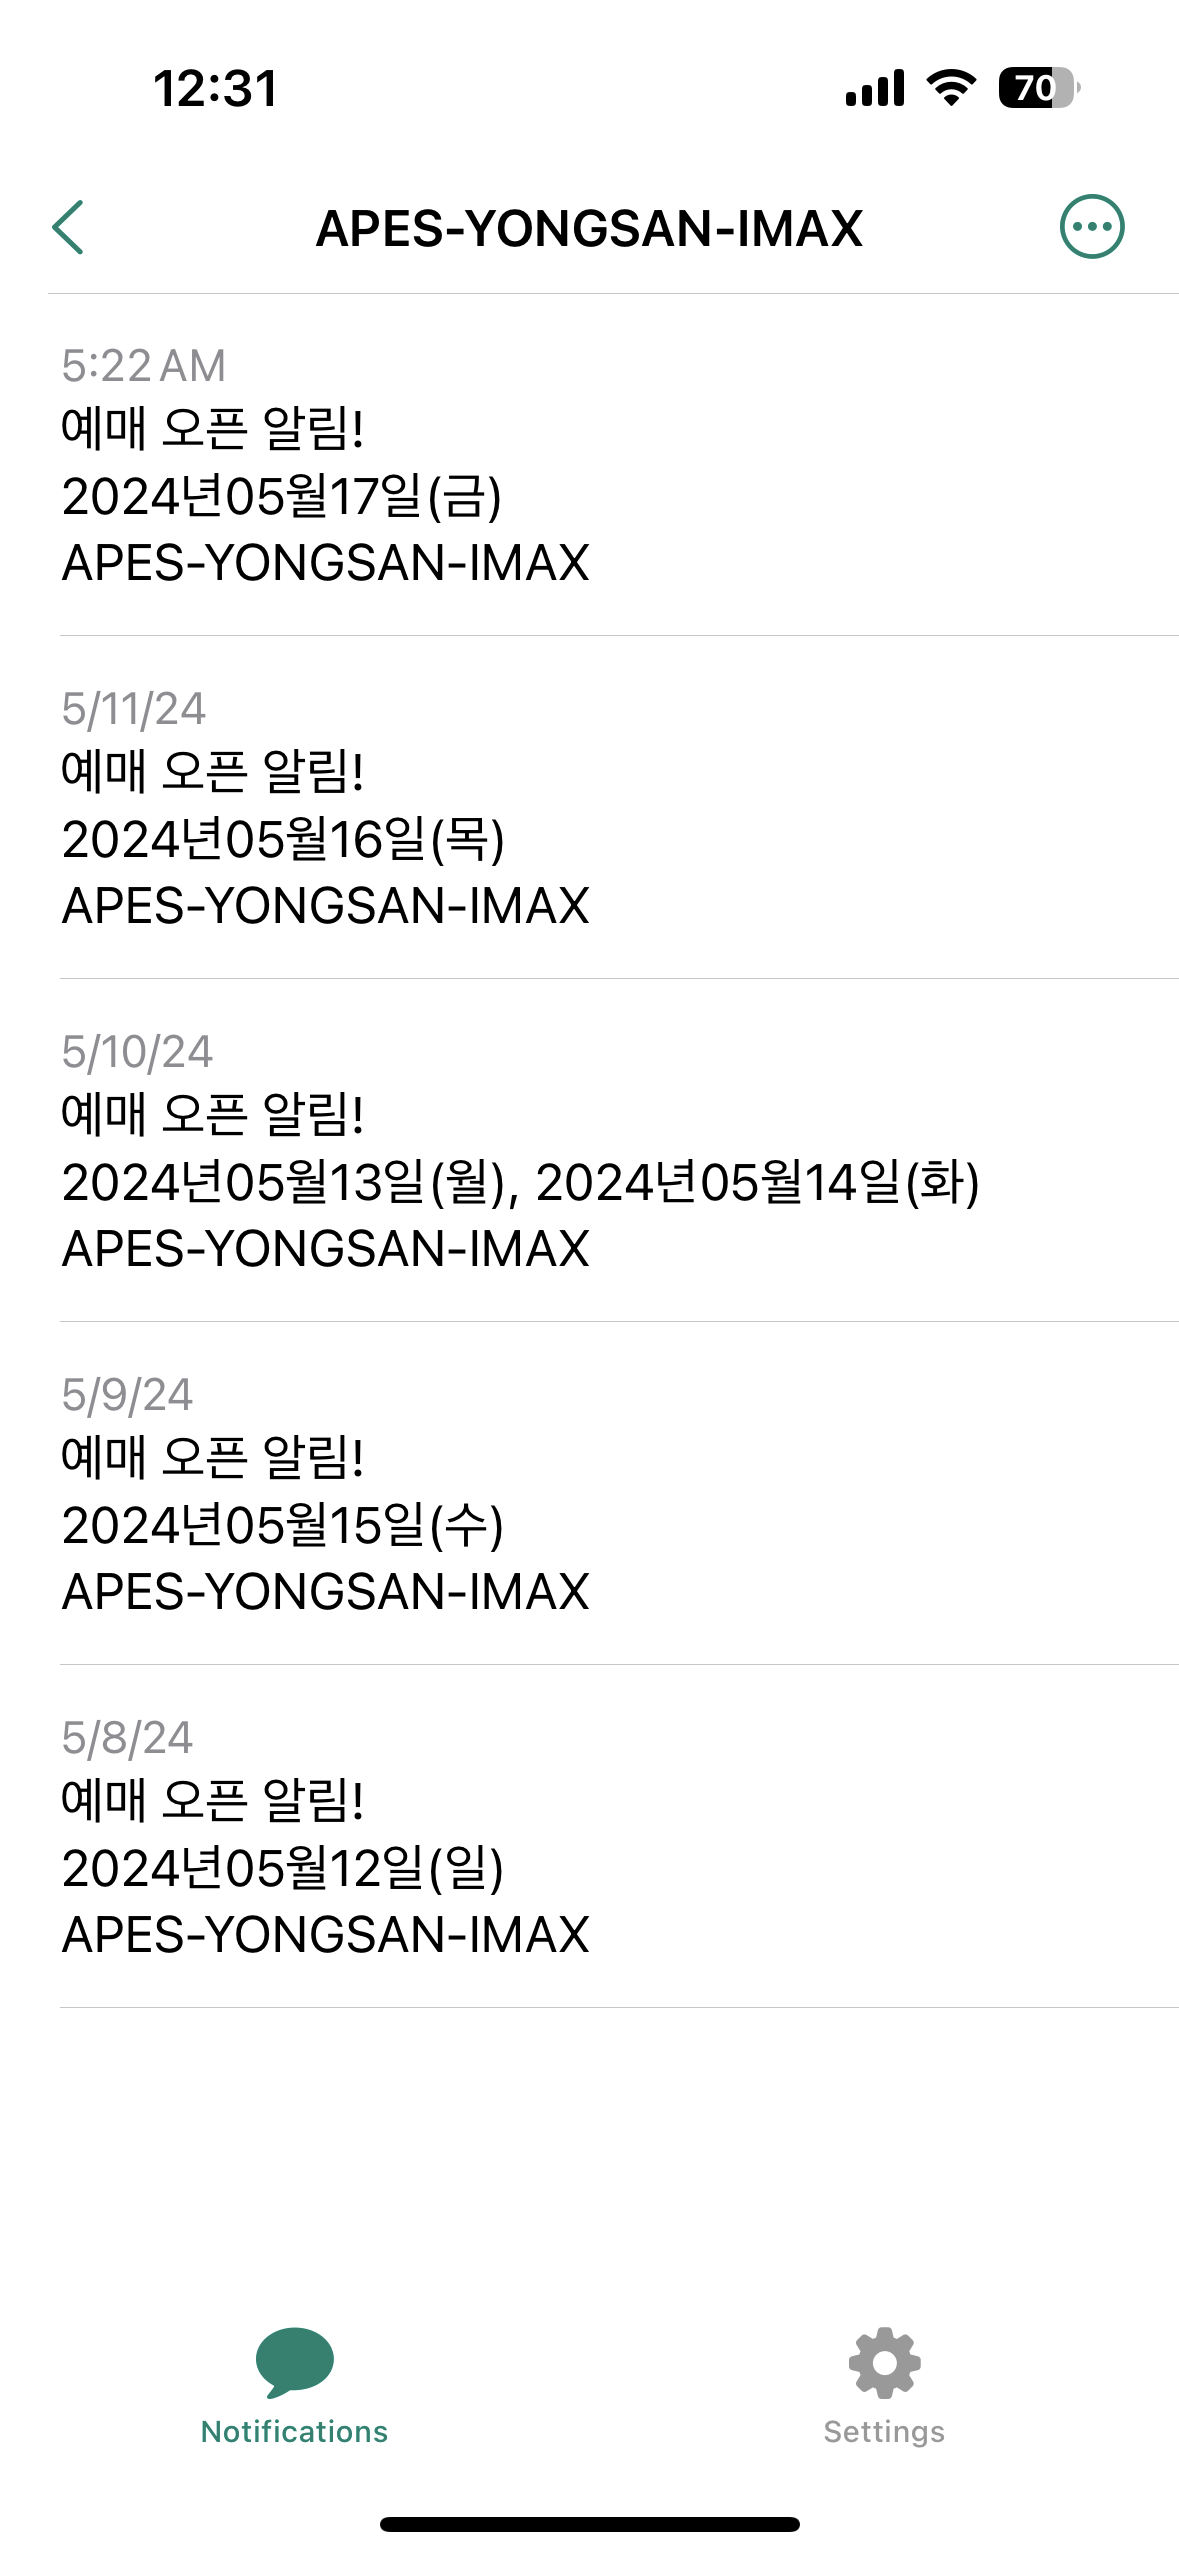 12:31
70
APES-YONGSAN-IMAX
5:22 AM
예매 오픈 알림!
2024년05월17일(금)
APES-YONGSAN-IMAX
5/11/24
예매 오픈 알림!
2024년05월16일(목)
APES-YONGSAN-IMAX
5/10/24
예매 오픈 알림!
2024년05월13일(월), 2024년05월14일(화)
APES-YONGSAN-IMAX
5/9/24
예매 오픈 알림!
2024년05월15일(수)
APES-YONGSAN-IMAX
5/8/24
예매 오픈 알림!
2024년05월12일(일)
APES-YONGSAN-IMAX
Notifications
Settings